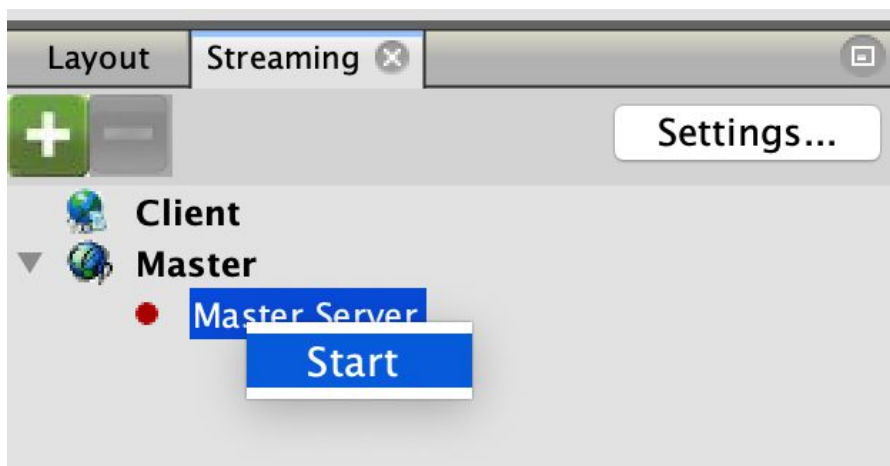 Layout Streaming
Settings...
Client
Master
Master Server
Start